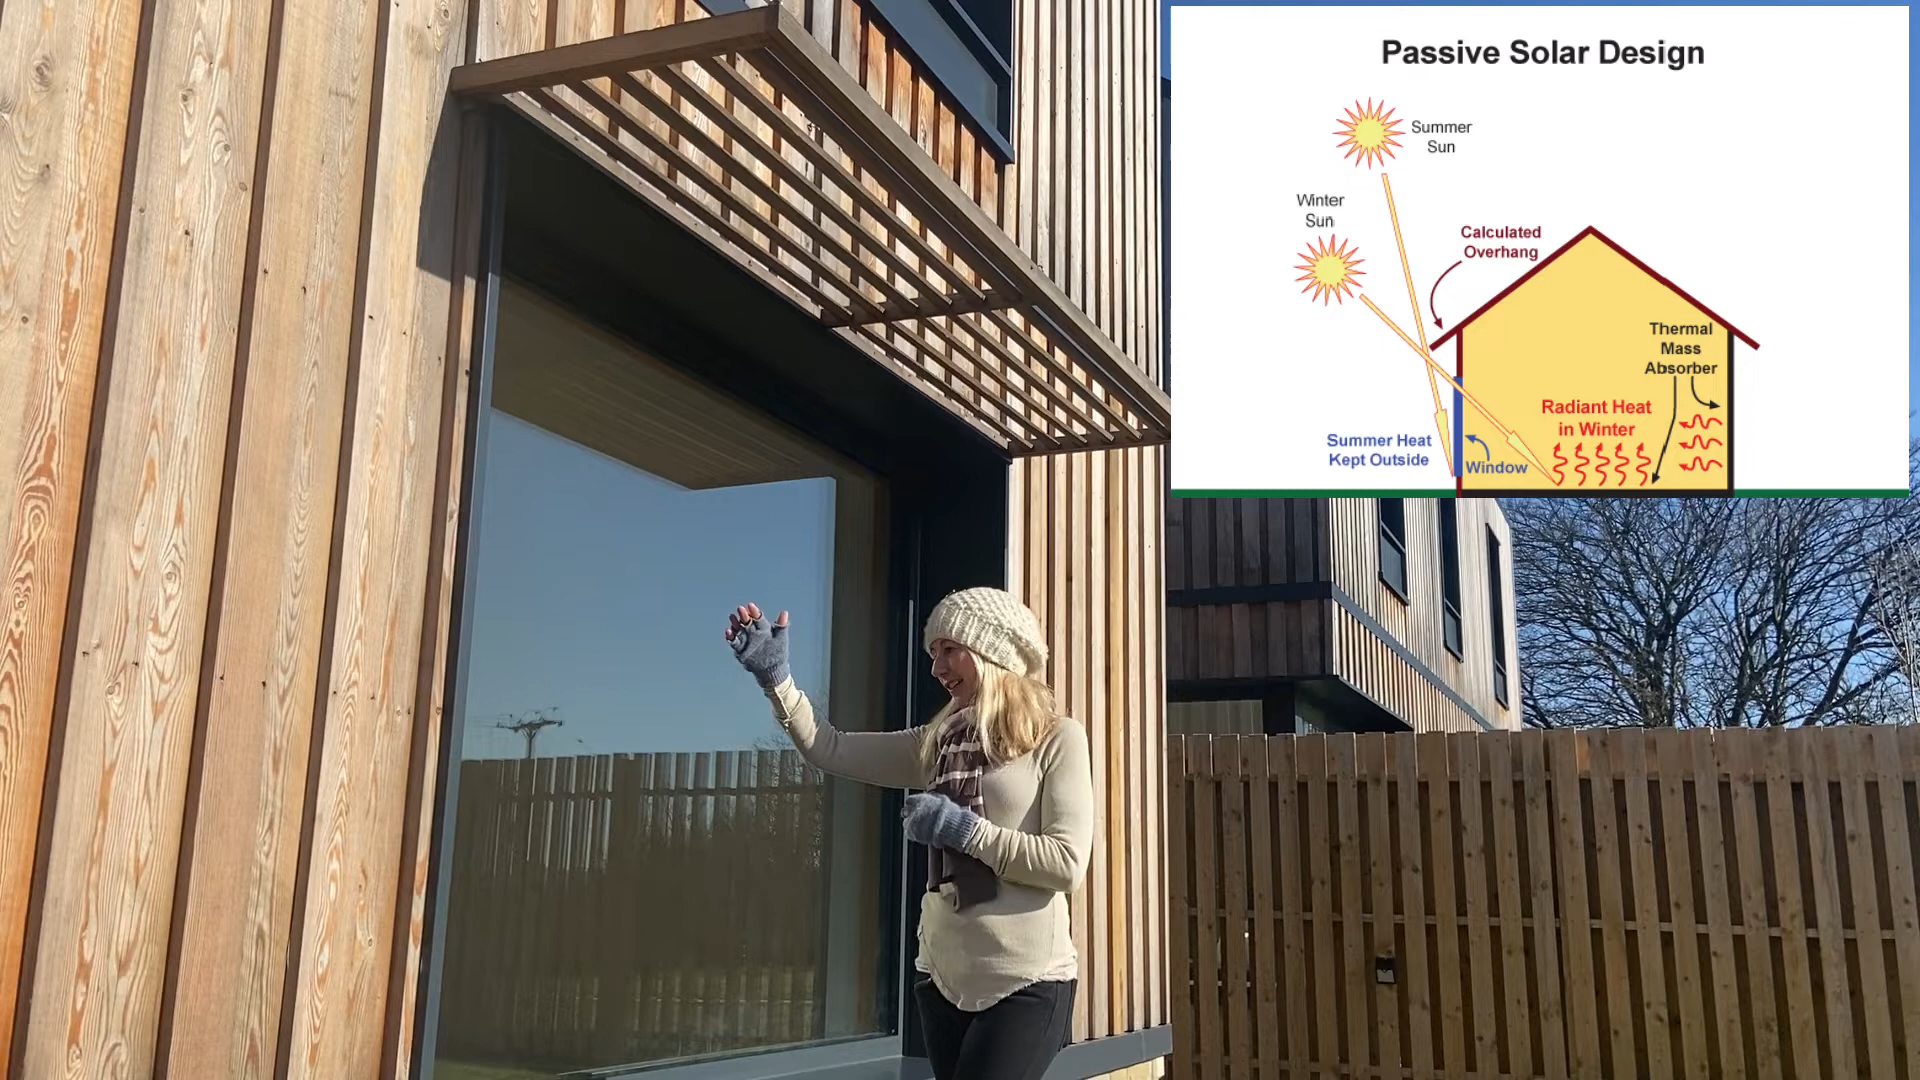 Passive Solar Design
Summer
Sun
Winter
Sun
Calculated
Overhang
Thermal
Mass
Absorber
Radiant Heat
in Winter
Summer Heat
Kept Outside
Window